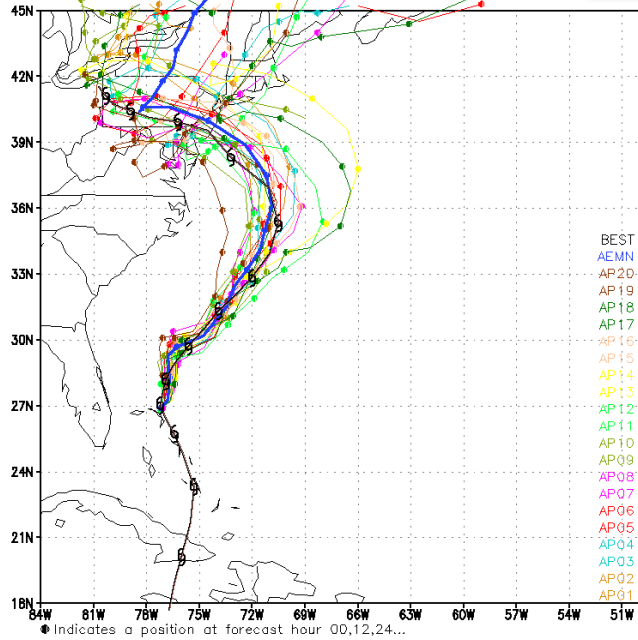 45N
42N
39N
36N
33N
30N
27N
24N
21N
18N
BEST
AEMN
AP20
AP19
AP18
AP17
AP16
AP15
AP14
AP13
AP12
AP11
AP10
AP09
AP08
AP07
AP06
AP05
AP04
AP03
AP02
AP01
84W 81W 78W 75W 72W 69W 66W 63W 60W 57W 54W 51W
Indicates a position at forecast hour 00,12,24...